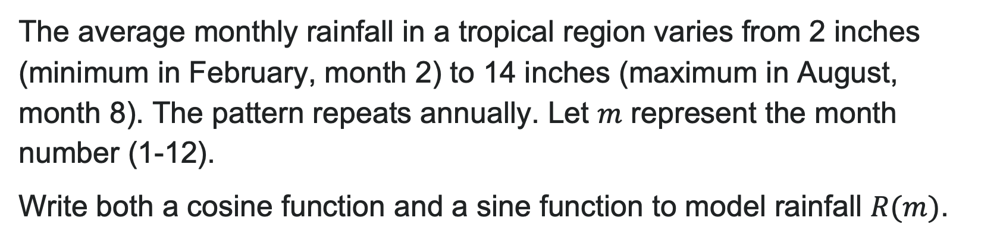 The average monthly rainfall in a tropical region varies from 2 inches
(minimum in February, month 2) to 14 inches (maximum in August,
month 8). The pattern repeats annually. Let m represent the month
number (1-12).
Write both a cosine function and a sine function to model rainfall R(m).